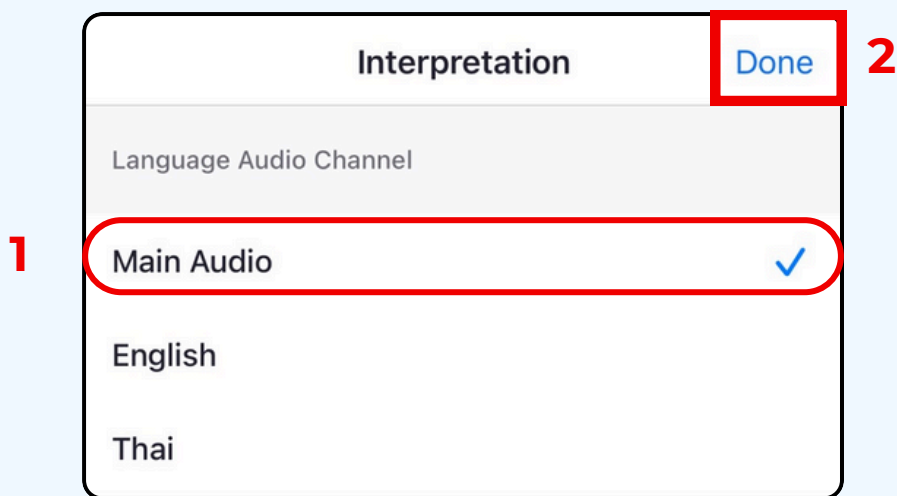 Interpretation Done 2
Language Audio Channel
1 Main Audio
English
Thai